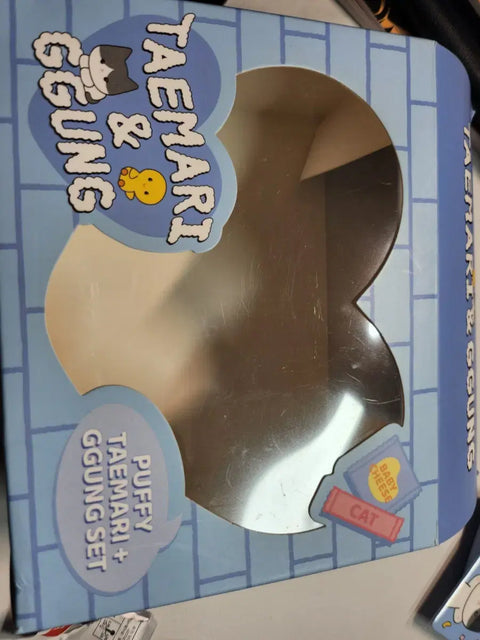 TAEMARI
&
GGUNG
TAEMARI & GGUNG
BABY
CHEESE
CAT
PUFFY
TAEMARI +
GGUNG SET